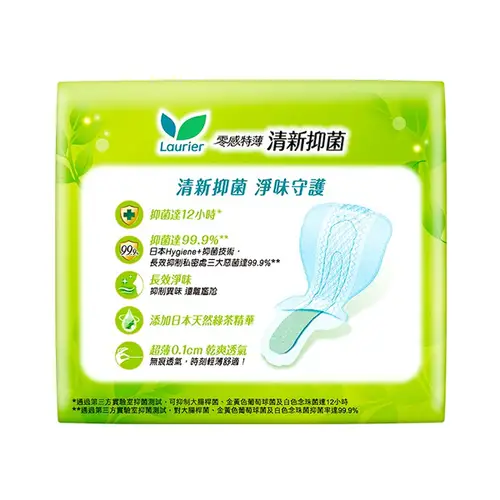 Laurier 零感特薄 清新抑菌
清新抑菌 淨味守護
抑菌達12小時*
99.9%
抑菌達99.9%**
日本Hygiene+抑菌技術，
長效抑制私密處三大惡菌達99.9%**
長效淨味
抑制異味 遠離尷尬
添加日本天然綠茶精華
超薄0.1cm 乾爽透氣
無痕透氣，時刻輕薄舒適！
*通過第三方實驗室抑菌測試，可抑制大腸桿菌、金黃色葡萄球菌及白色念珠菌達12小時
**通過第三方實驗室抑菌測試，對大腸桿菌、金黃色葡萄球菌及白色念珠菌抑菌率達99.9%